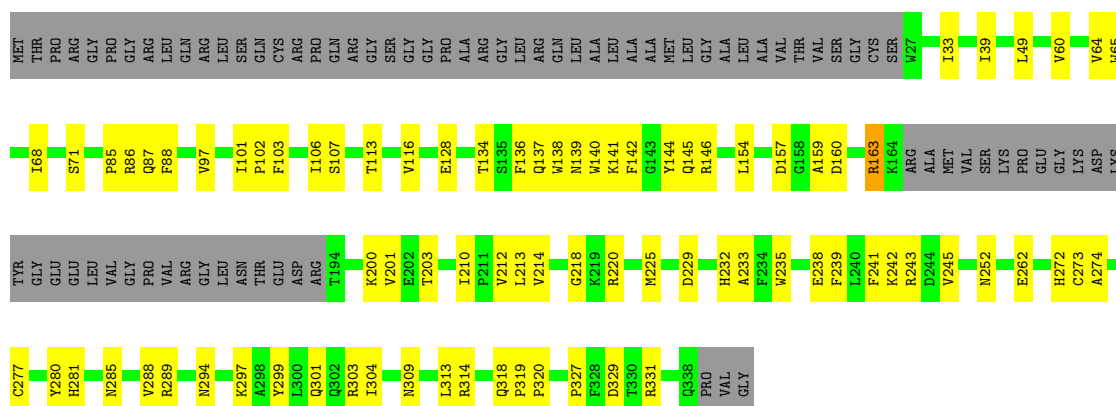 MET THR PRO ARG GLY PRO GLY ARG LEU GLN ARG LEU SER GLN CYS ARG PRO GLN ARG GLY SER GLY GLY PRO ALA ARG GLY LEU ARG GLN LEU ALA ALA ALA MET LEU GLY ALA LEU ALA VAL THR VAL SER GLY CYS SER W27 I33 I39 L49 V60 V64 W65
I68 S71 P85 R86 Q87 F88 V97 I101 P102 F103 I106 S107 T113 V116 E128 T134 S135 F136 Q137 W138 N139 W140 K141 F142 G143 Y144 Q145 R146 L154 D157 G158 A159 D160 R163 K164 ARG ALA MET VAL SER LYS PRO GLU GLY LYS ASP LYS
TYR GLY GLU GLU LEU VAL GLY PRO VAL ARG GLY LEU ASN THR GLU ASP ARG T194 K200 V201 E202 T203 I210 P211 V212 L213 V214 G218 K219 R220 M225 D229 H232 A233 F234 W235 E238 F239 L240 F241 K242 R243 D244 V245 N252 E262 H272 C273 A274
C277 Y280 H281 N285 V288 R289 N294 K297 A298 Y299 L300 Q301 Q302 R303 I304 N309 L313 R314 Q318 P319 P320 P327 F328 D329 T330 R331 Q338 PRO VAL GLY